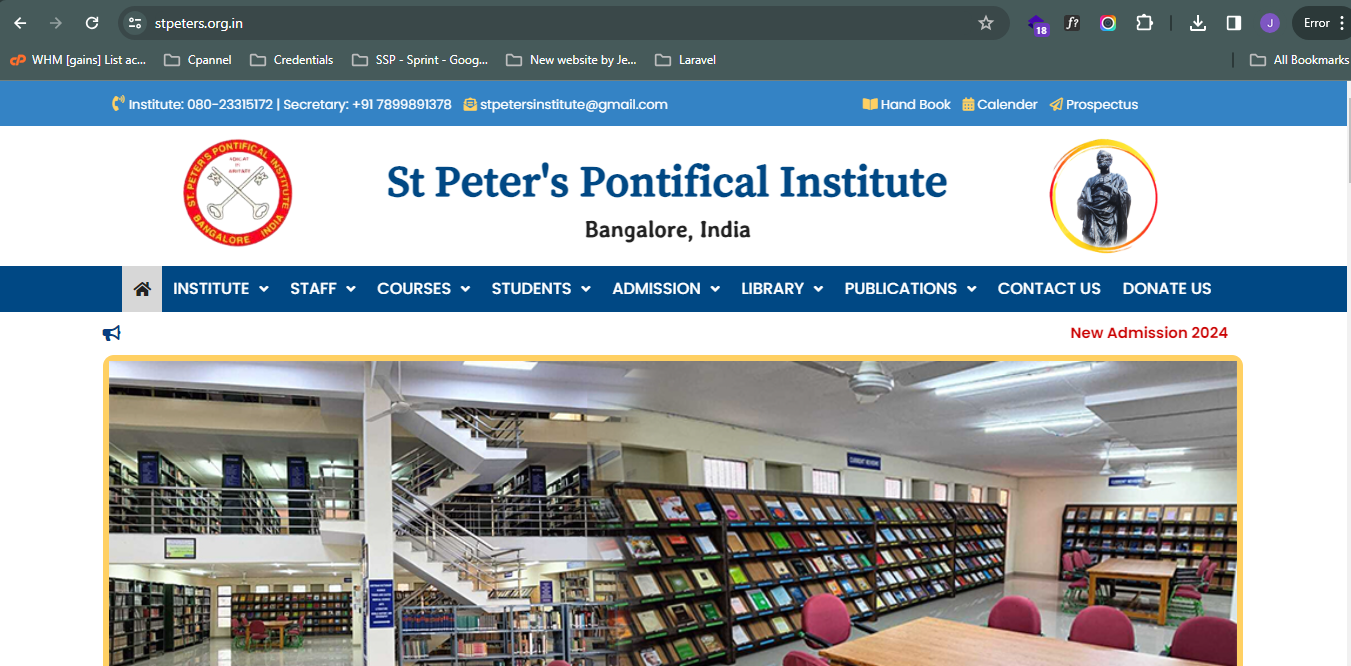 stpeters.org.in
18
f?
J
Error
WHM [gains] List ac...
Cpannel
Credentials
SSP - Sprint - Goog...
New website by Je...
Laravel
All Bookmarks
Institute: 080-23315172 | Secretary: +91 7899891378 stpetersinstitute@gmail.com
Hand Book Calender Prospectus
ST. PETER'S PONTIFICAL INSTITUTE
BANGALORE INDIA
St Peter's Pontifical Institute
Bangalore, India
INSTITUTE STAFF COURSES STUDENTS ADMISSION LIBRARY PUBLICATIONS CONTACT US DONATE US
New Admission 2024
CURRENT REVIEWS